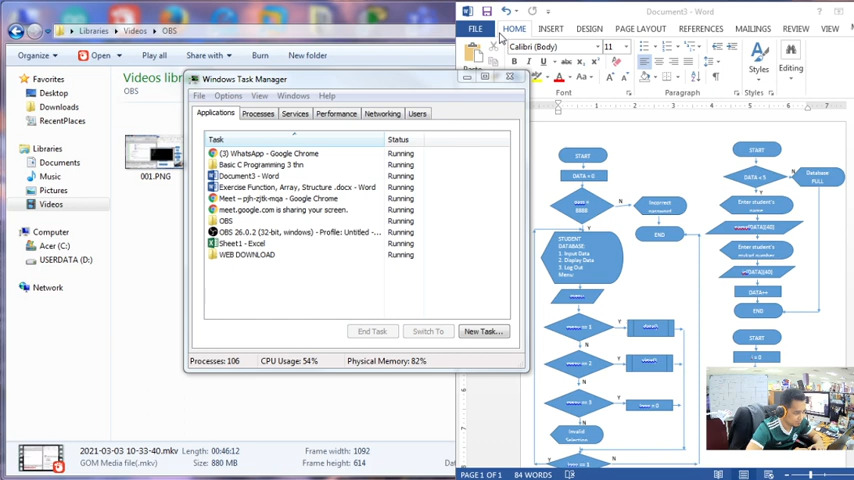 Libraries ▸ Videos ▸ OBS
Organize
Open
Play all
Share with
Burn
New folder
Favorites
Desktop
Downloads
RecentPlaces
Libraries
Documents
Music
Pictures
Videos
Computer
Acer (C:)
USERDATA (D:)
Network
Videos
OBS
001.PNG
Windows Task Manager
File Options View Windows Help
Applications Processes Services Performance Networking Users
Task Status
(3) WhatsApp - Google Chrome Running
Basic C Programming 3 thn Running
Document3 - Word Running
Exercise Function, Array, Structure .docx - Word Running
Meet – pjh-zjtk-mqa - Google Chrome Running
meet.google.com is sharing your screen. Running
OBS Running
OBS 26.0.2 (32-bit, windows) - Profile: Untitled -... Running
Sheet1 - Excel Running
WEB DOWNLOAD Running
End Task Switch To New Task...
Processes: 106 CPU Usage: 54% Physical Memory: 82%
2021-03-03 10-33-40.mkv Length: 00:46:12 Frame width: 1092
GOM Media file(.mkv) Size: 880 MB Frame height: 614
Document3 - Word
FILE HOME INSERT DESIGN PAGE LAYOUT REFERENCES MAILINGS REVIEW VIEW
Calibri (Body) 11
Paste
B I U
Styles
Editing
START
DATA = 0
8888
N
Incorrect
password
Y
END
STUDENT
DATABASE:
1. Input Data
2. Display Data
3. Log Out
Menu
menu
menu == 1
Y
N
menu == 2
Y
N
menu == 3
Y
N
Invalid
Selection
START
DATA < 5
N
Database
FULL
Y
Enter student's
name
Enter student's
DATA++
END
START
PAGE 1 OF 1 84 WORDS